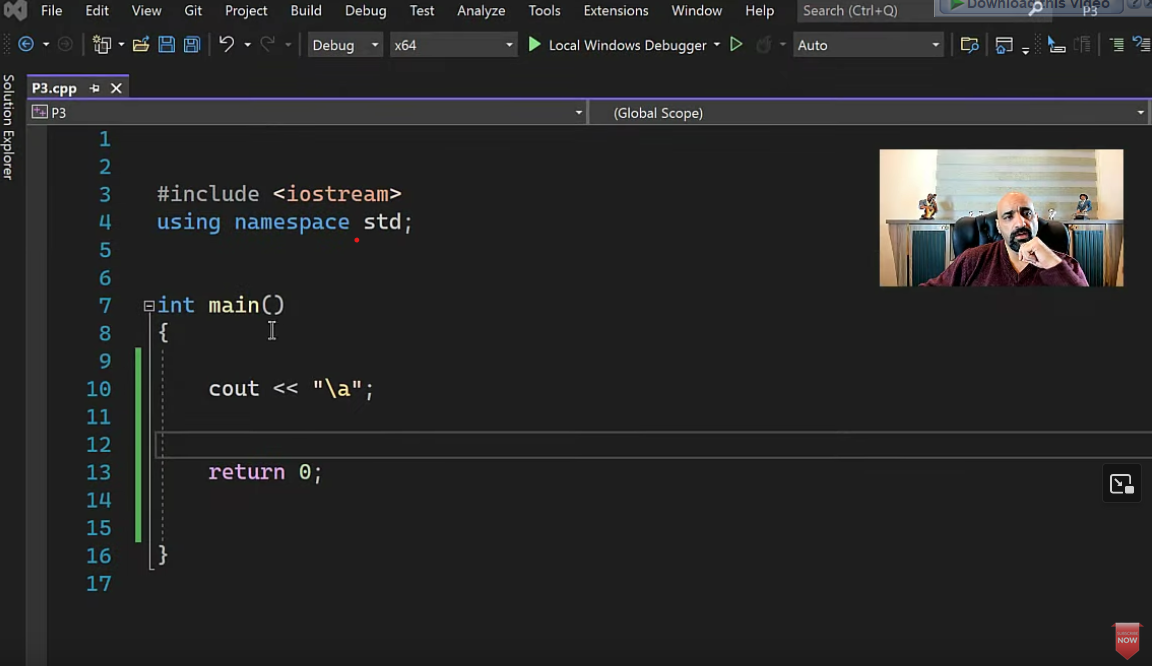 File Edit View Git Project Build Debug Test Analyze Tools Extensions Window Help Search (Ctrl+Q) Download this Video P3
Debug x64 Local Windows Debugger Auto
Solution Explorer
P3.cpp
P3 (Global Scope)
1
2
3 #include <iostream>
4 using namespace std;
5
6
7 int main()
8 {
9
10 cout << "\a";
11
12
13 return 0;
14
15
16 }
17
SUBSCRIBE
NOW